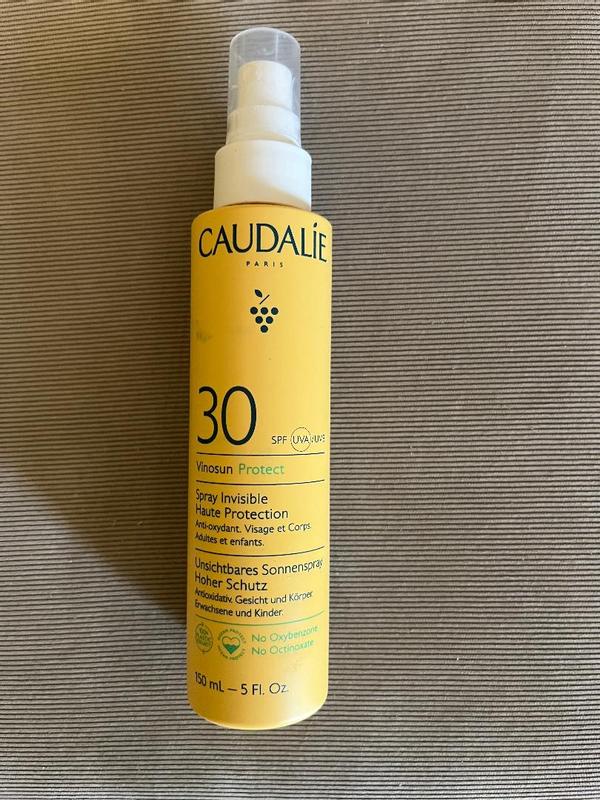 CAUDALIE
PARIS
30
SPF UVA/UVB
Vinosun Protect
Spray Invisible
Haute Protection
Anti-oxydant. Visage et Corps.
Adultes et enfants.
Unsichtbares Sonnenspray
Hoher Schutz
Antioxidativ. Gesicht und Körper
Erwachsene und Kinder.
No Oxybenzone
No Octinoxate
150 mL – 5 Fl. Oz.